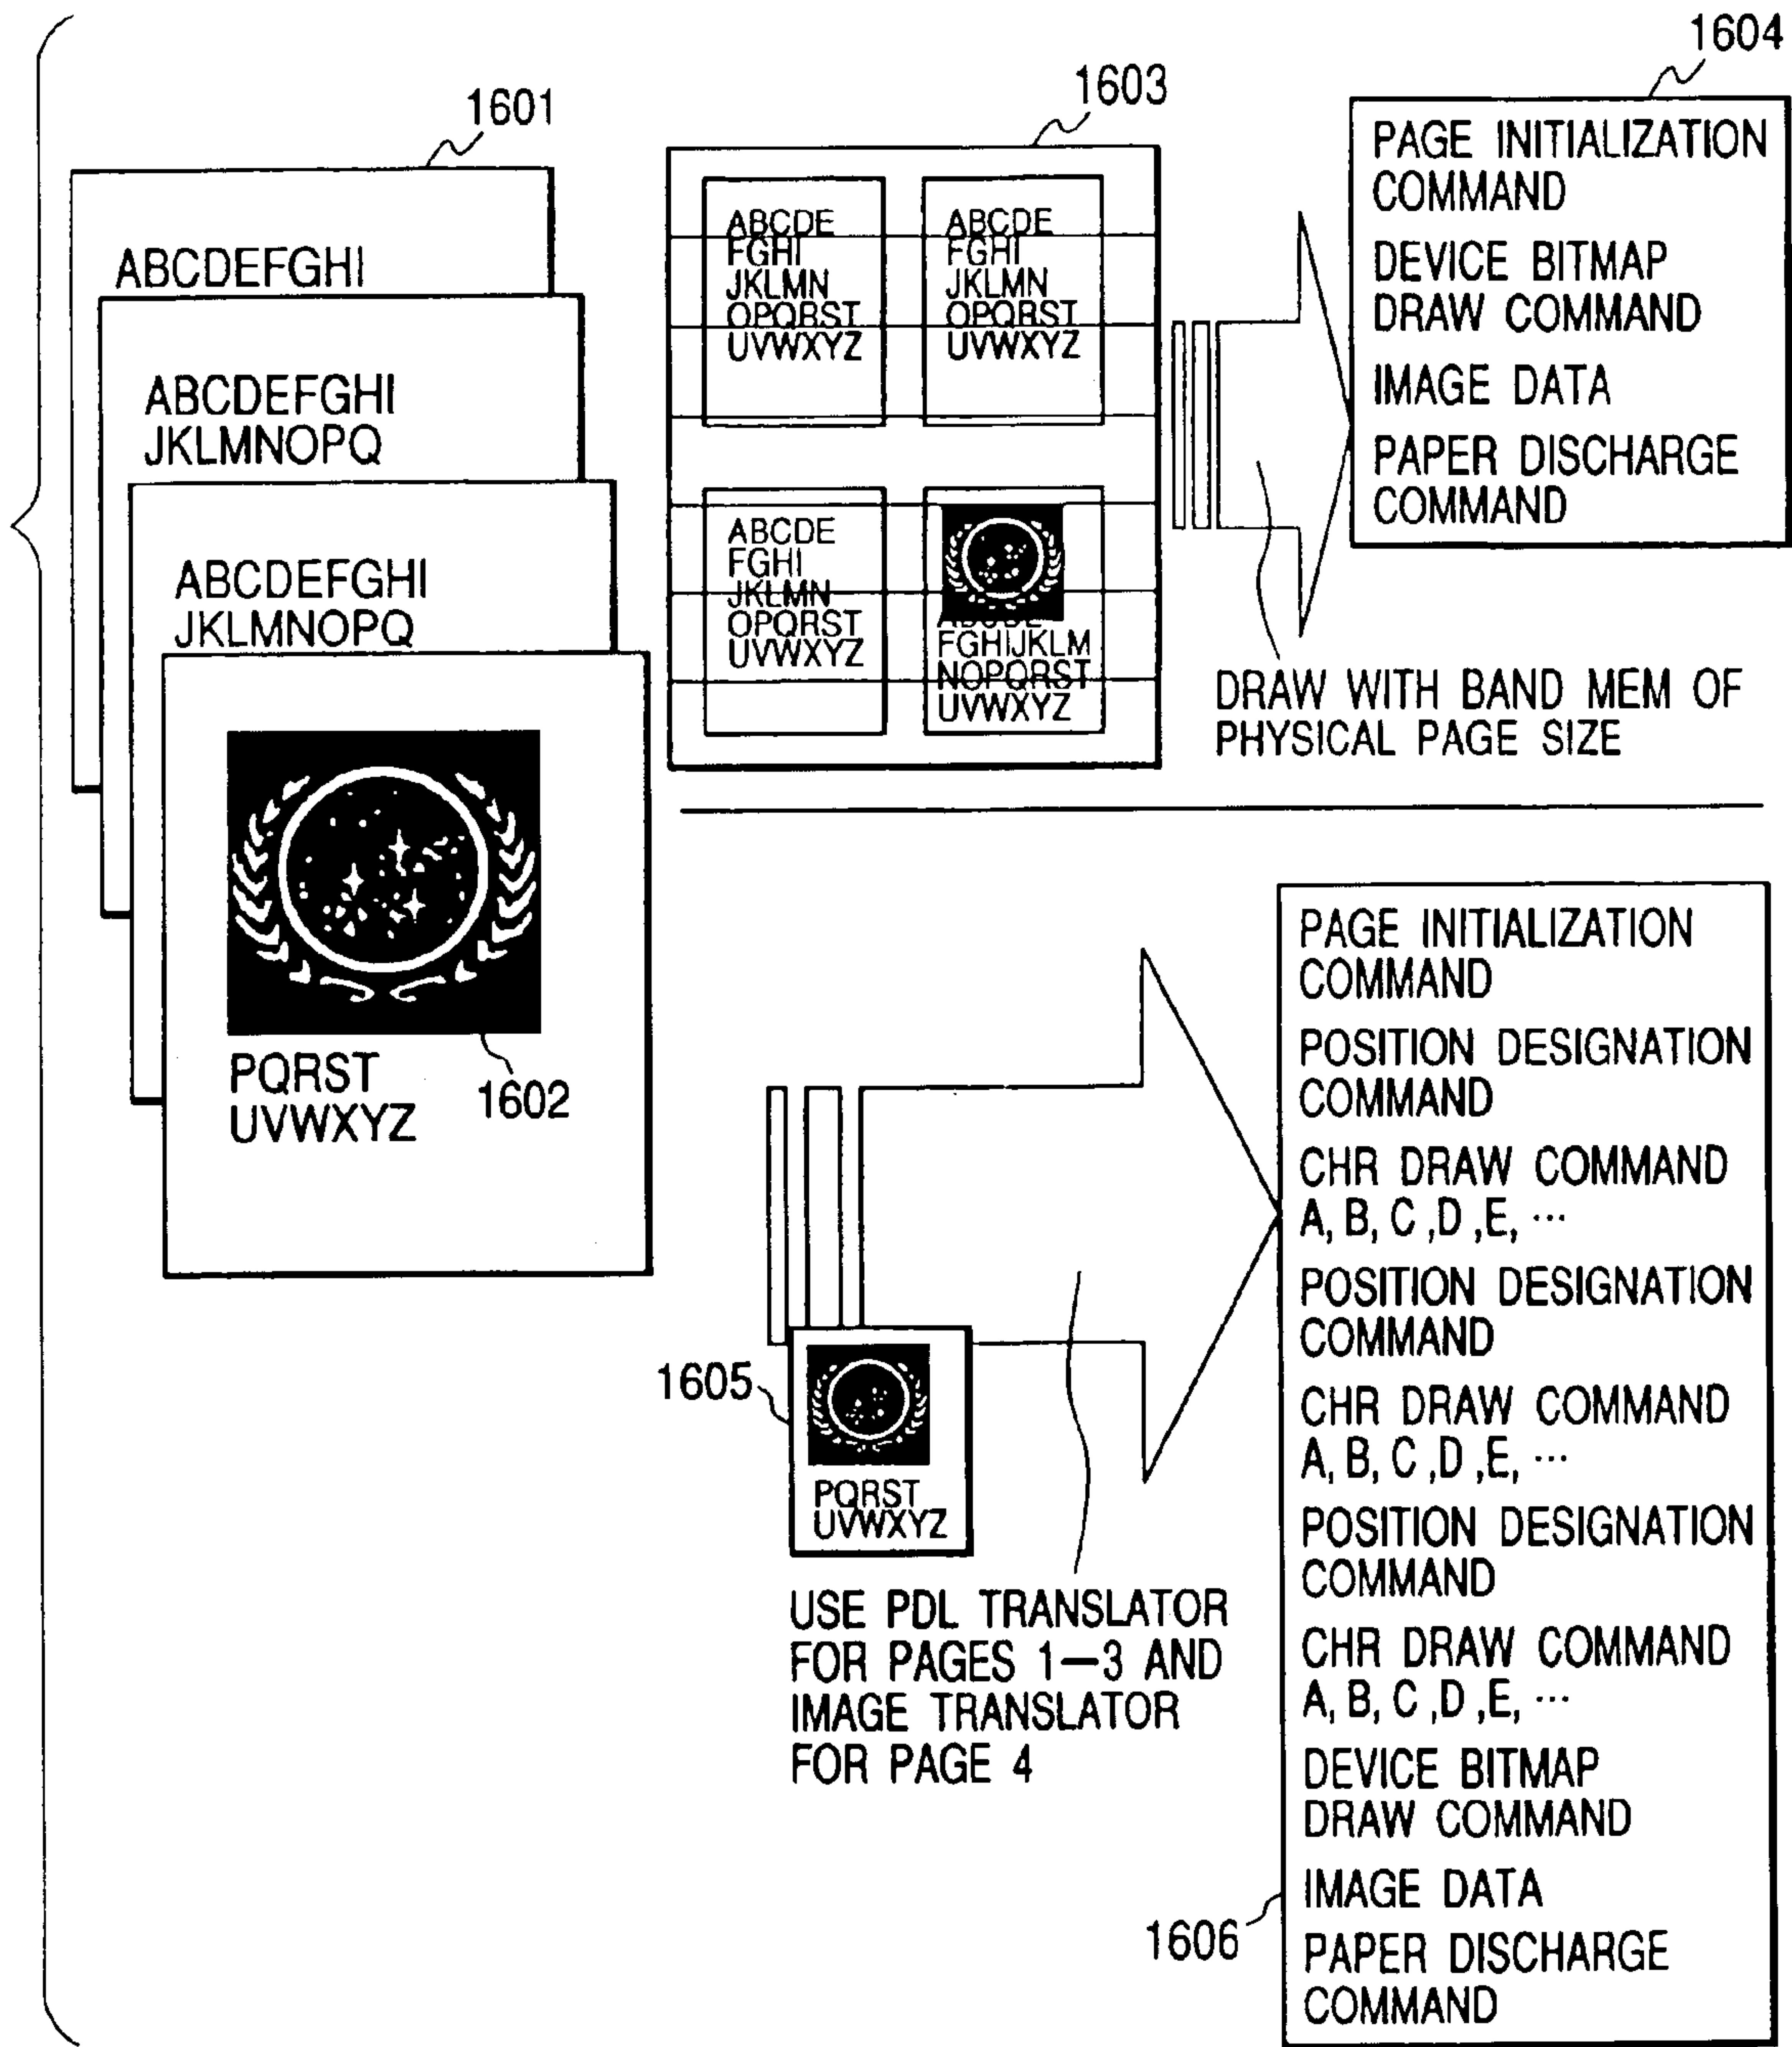 1601
ABCDEFGHI
ABCDEFGHI
JKLMNOPQ
ABCDEFGHI
JKLMNOPQ
PQRST
UVWXYZ
1602
1603
ABCDE
FGHI
JKLMN
OPQRST
UVWXYZ
ABCDE
FGHI
JKLMN
OPQRST
UVWXYZ
ABCDE
FGHI
JKLMN
OPQRST
UVWXYZ
ABCDE
FGHIJKLM
NOPQRST
UVWXYZ
1604
PAGE INITIALIZATION
COMMAND
DEVICE BITMAP
DRAW COMMAND
IMAGE DATA
PAPER DISCHARGE
COMMAND
DRAW WITH BAND MEM OF
PHYSICAL PAGE SIZE
1605
PQRST
UVWXYZ
USE PDL TRANSLATOR
FOR PAGES 1—3 AND
IMAGE TRANSLATOR
FOR PAGE 4
PAGE INITIALIZATION
COMMAND
POSITION DESIGNATION
COMMAND
CHR DRAW COMMAND
A, B, C ,D ,E, ···
POSITION DESIGNATION
COMMAND
CHR DRAW COMMAND
A, B, C ,D ,E, ···
POSITION DESIGNATION
COMMAND
CHR DRAW COMMAND
A, B, C ,D ,E, ···
DEVICE BITMAP
DRAW COMMAND
IMAGE DATA
PAPER DISCHARGE
COMMAND
1606